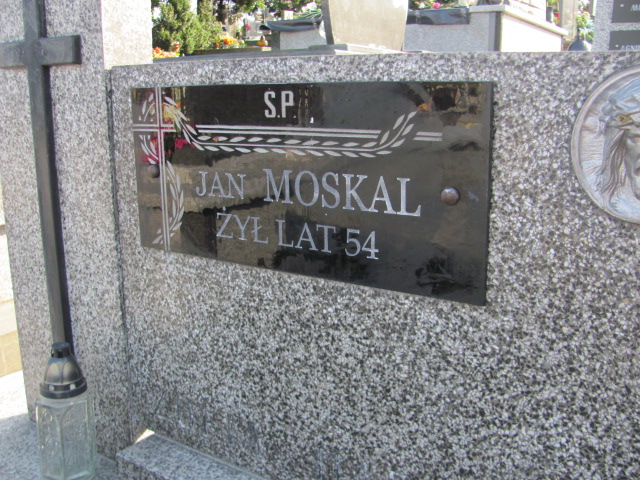 Ś.P.
JAN MOSKAL
ŻYŁ LAT 54